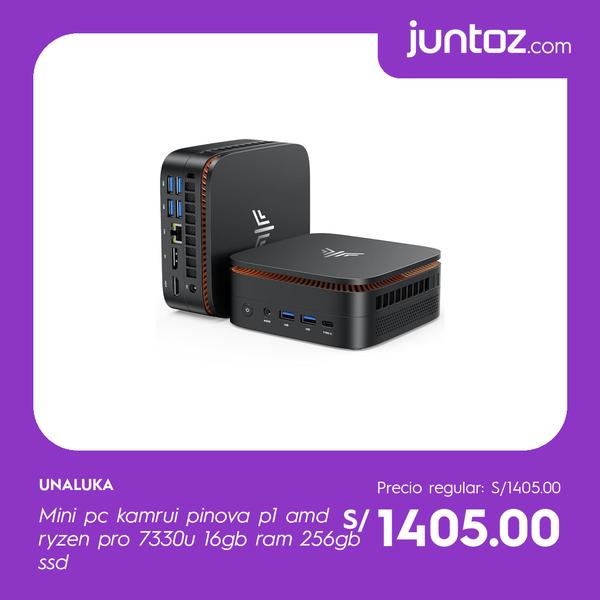 juntoz.com
UNALUKA
Precio regular: S/1405.00
Mini pc kamrui pinova p1 amd
ryzen pro 7330u 16gb ram 256gb
ssd
S/1405.00